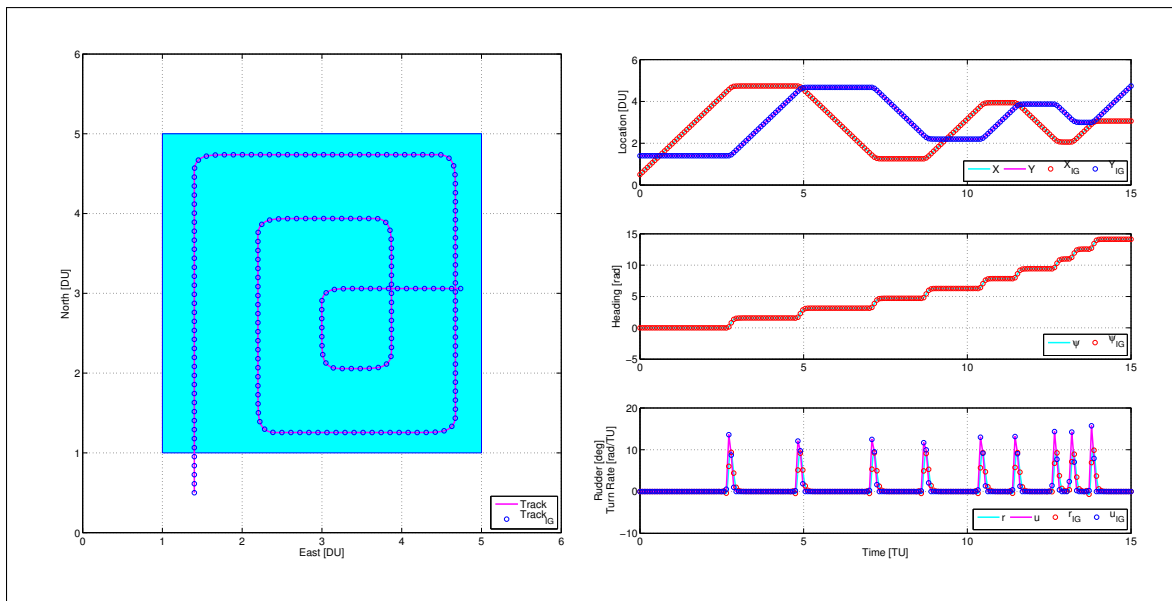 6
5
4
3
2
1
0
0 1 2 3 4 5 6
North [DU]
East [DU]
Track
Track_IG
6
4
2
0
0 5 10 15
Location [DU]
X Y X_IG Y_IG
15
10
5
0
−5
0 5 10 15
Heading [rad]
ψ ψ_IG
20
10
0
−10
0 5 10 15
Rudder [deg]
Turn Rate [rad/TU]
Time [TU]
r u r_IG u_IG